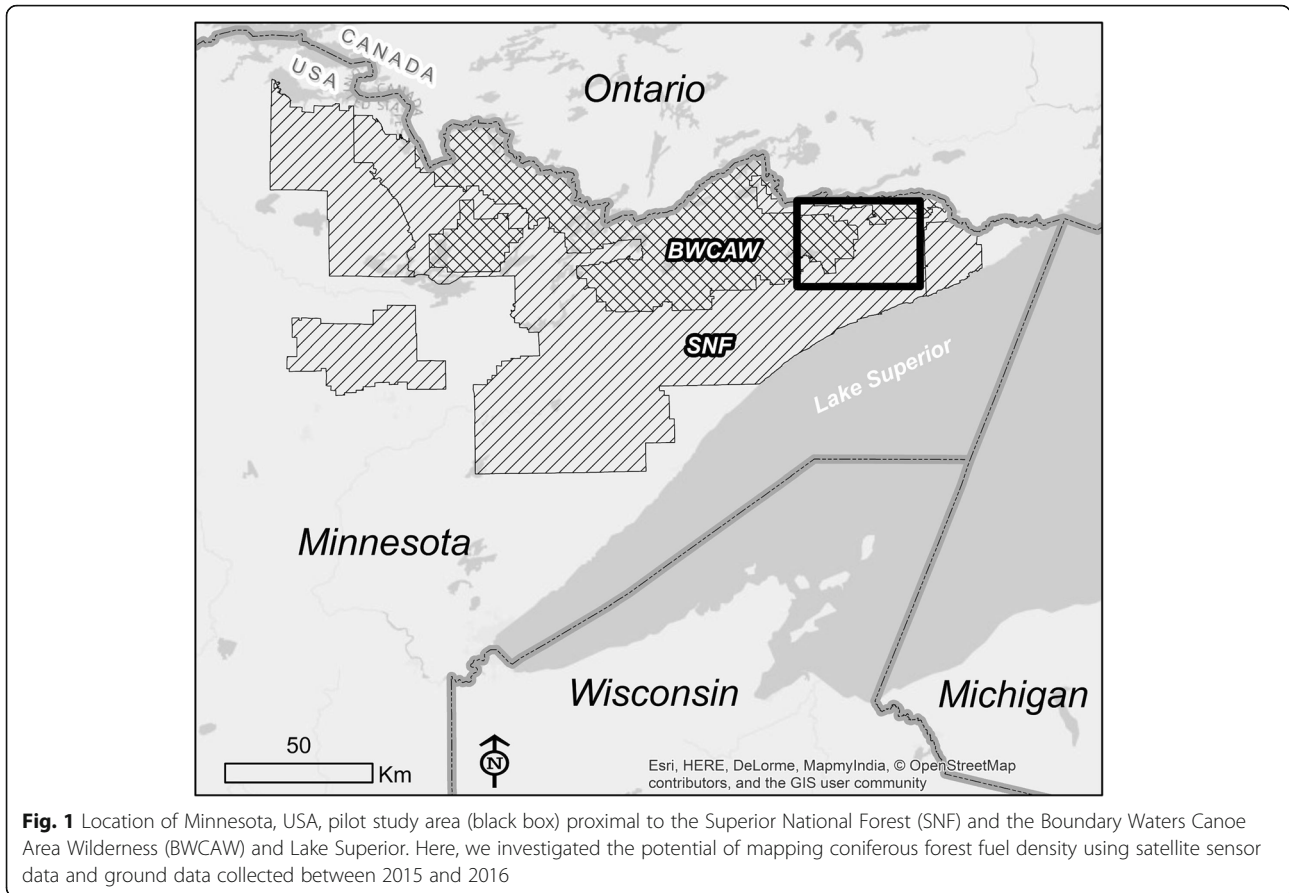 CANADA
USA
Ontario
BWCAW
SNF
Lake Superior
Minnesota
Wisconsin
Michigan
50
Km
N
Esri, HERE, DeLorme, MapmyIndia, © OpenStreetMap
contributors, and the GIS user community
Fig. 1 Location of Minnesota, USA, pilot study area (black box) proximal to the Superior National Forest (SNF) and the Boundary Waters Canoe
Area Wilderness (BWCAW) and Lake Superior. Here, we investigated the potential of mapping coniferous forest fuel density using satellite sensor
data and ground data collected between 2015 and 2016